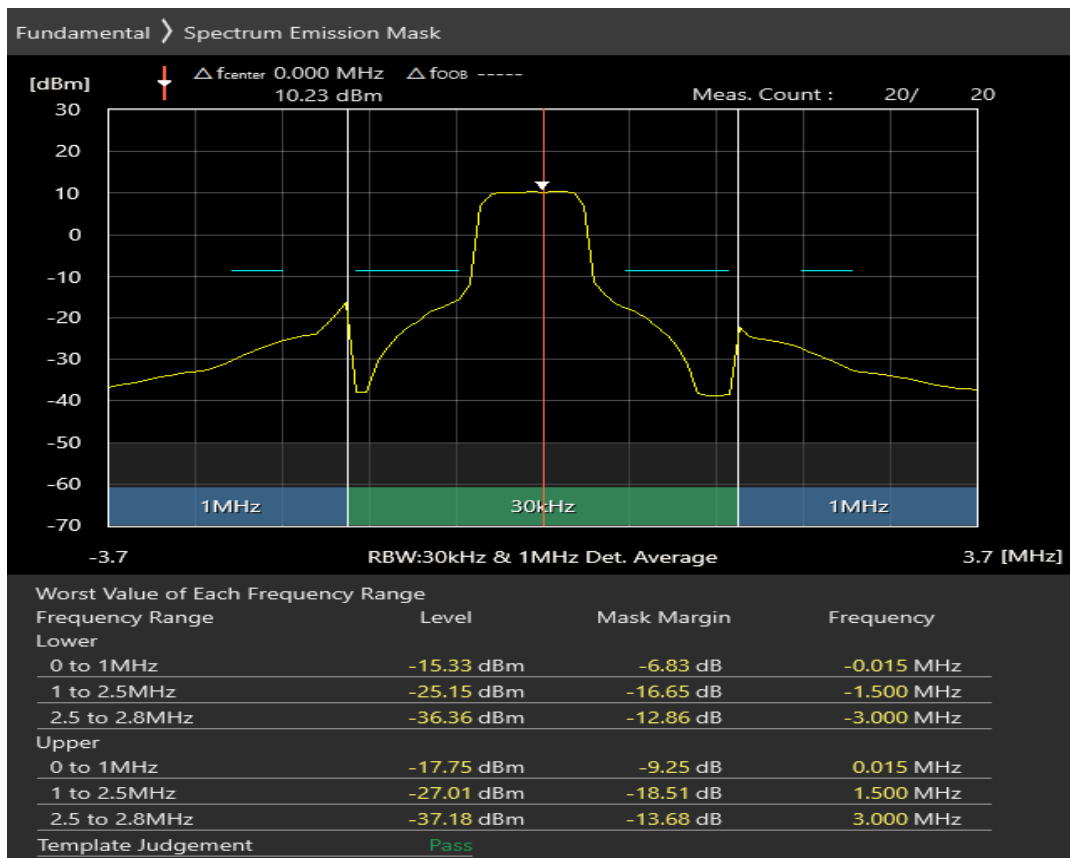 Fundamental 〉 Spectrum Emission Mask
[dBm]
△ fcenter 0.000 MHz △ fOOB -----
10.23 dBm
Meas. Count : 20/ 20
30
20
10
0
-10
-20
-30
-40
-50
-60
-70
1MHz 30kHz 1MHz
-3.7 RBW:30kHz & 1MHz Det. Average 3.7 [MHz]
Worst Value of Each Frequency Range
Frequency Range Level Mask Margin Frequency
Lower
0 to 1MHz -15.33 dBm -6.83 dB -0.015 MHz
1 to 2.5MHz -25.15 dBm -16.65 dB -1.500 MHz
2.5 to 2.8MHz -36.36 dBm -12.86 dB -3.000 MHz
Upper
0 to 1MHz -17.75 dBm -9.25 dB 0.015 MHz
1 to 2.5MHz -27.01 dBm -18.51 dB 1.500 MHz
2.5 to 2.8MHz -37.18 dBm -13.68 dB 3.000 MHz
Template Judgement Pass